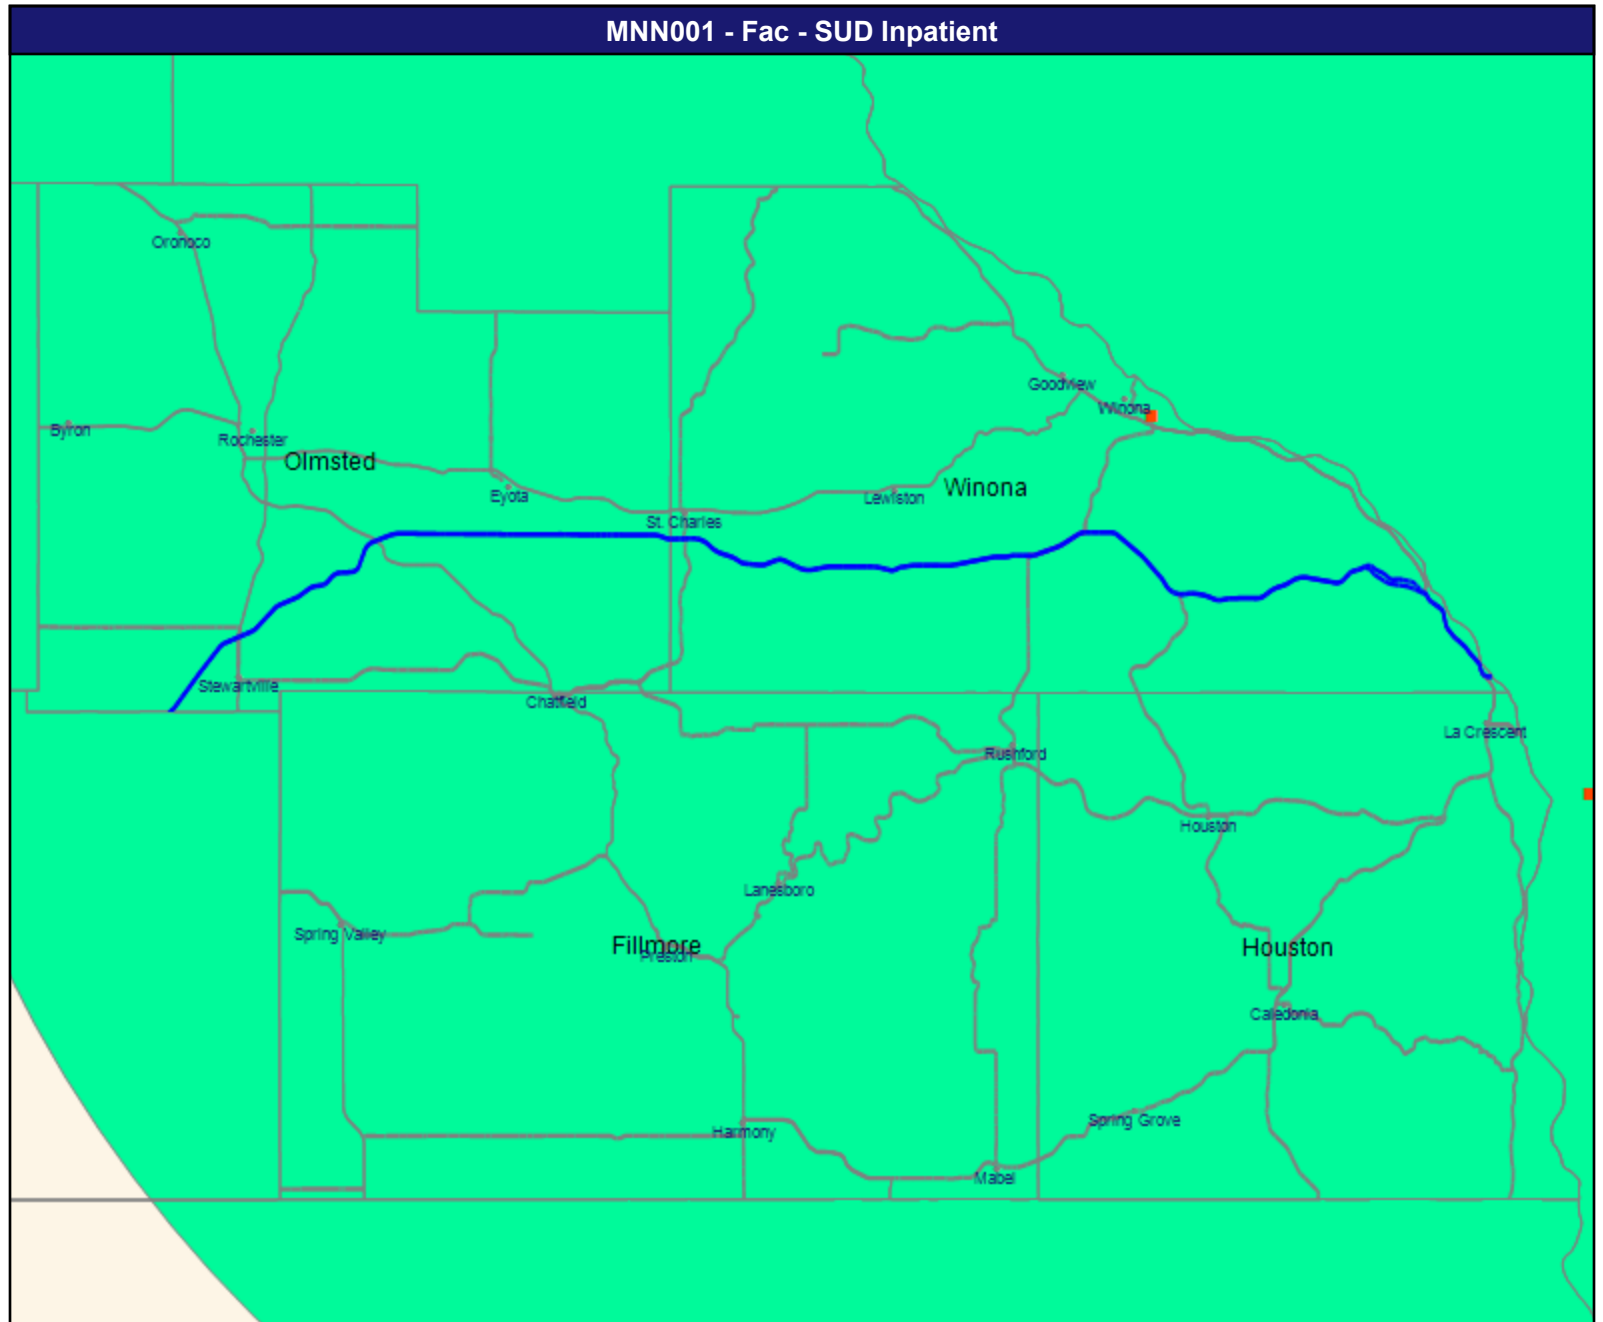 MNN001 - Fac - SUD Inpatient
Oronoco
Goodview
Winona
Byron
Rochester
Olmsted
Eyota
Lewiston
Winona
St. Charles
Stewartville
Chatfield
La Crescent
Rushford
Houston
Lanesboro
Spring Valley
Fillmore
Preston
Houston
Caledonia
Spring Grove
Harmony
Mabel